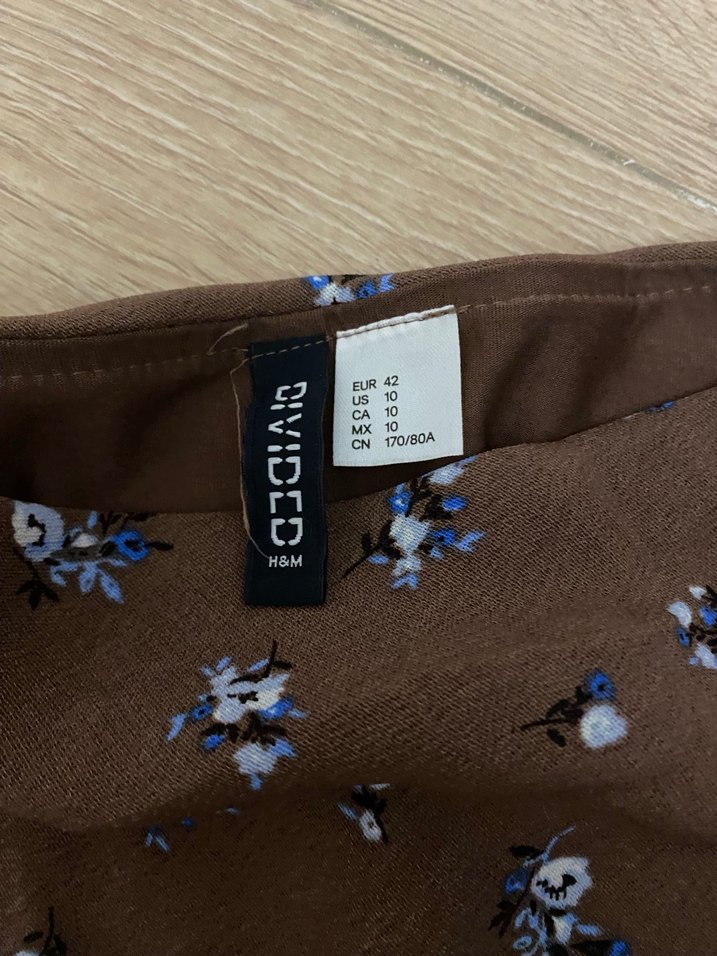 DIVIDED
H&M
EUR 42
US 10
CA 10
MX 10
CN 170/80A